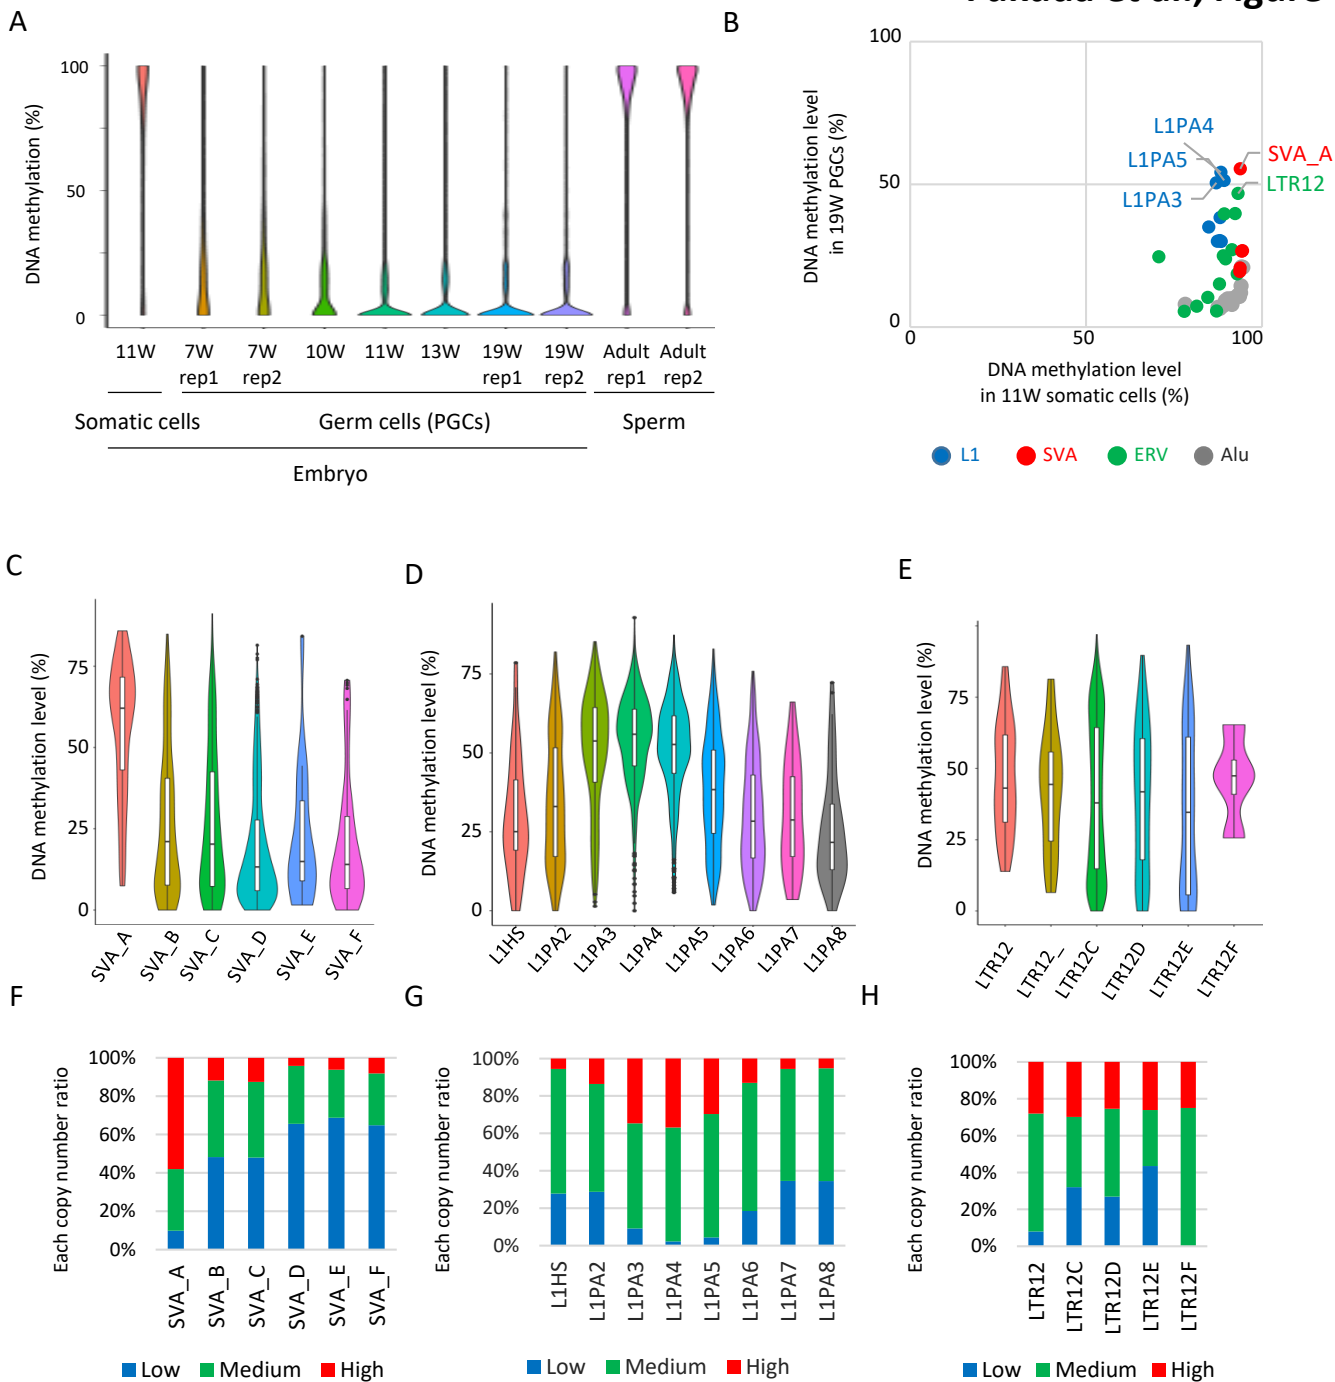 A
B
DNA methylation (%)
100
50
0
11W
7W
7W
10W
11W
13W
19W
19W
Adult
Adult
rep1
rep2
rep1
rep2
rep1
rep2
Somatic cells
Germ cells (PGCs)
Sperm
Embryo
DNA methylation level
in 19W PGCs (%)
100
50
0
L1PA4
L1PA5
L1PA3
SVA_A
LTR12
0
50
100
DNA methylation level
in 11W somatic cells (%)
L1
SVA
ERV
Alu
C
DNA methylation level (%)
75
50
25
0
SVA_A
SVA_B
SVA_C
SVA_D
SVA_E
SVA_F
D
DNA methylation level (%)
75
50
25
0
L1HS
L1PA2
L1PA3
L1PA4
L1PA5
L1PA6
L1PA7
L1PA8
E
DNA methylation level (%)
75
50
25
0
LTR12
LTR12_
LTR12C
LTR12D
LTR12E
LTR12F
F
Each copy number ratio
100%
80%
60%
40%
20%
0%
SVA_A
SVA_B
SVA_C
SVA_D
SVA_E
SVA_F
Low
Medium
High
G
Each copy number ratio
100%
80%
60%
40%
20%
0%
L1HS
L1PA2
L1PA3
L1PA4
L1PA5
L1PA6
L1PA7
L1PA8
Low
Medium
High
H
Each copy number ratio
100%
80%
60%
40%
20%
0%
LTR12
LTR12C
LTR12D
LTR12E
LTR12F
Low
Medium
High